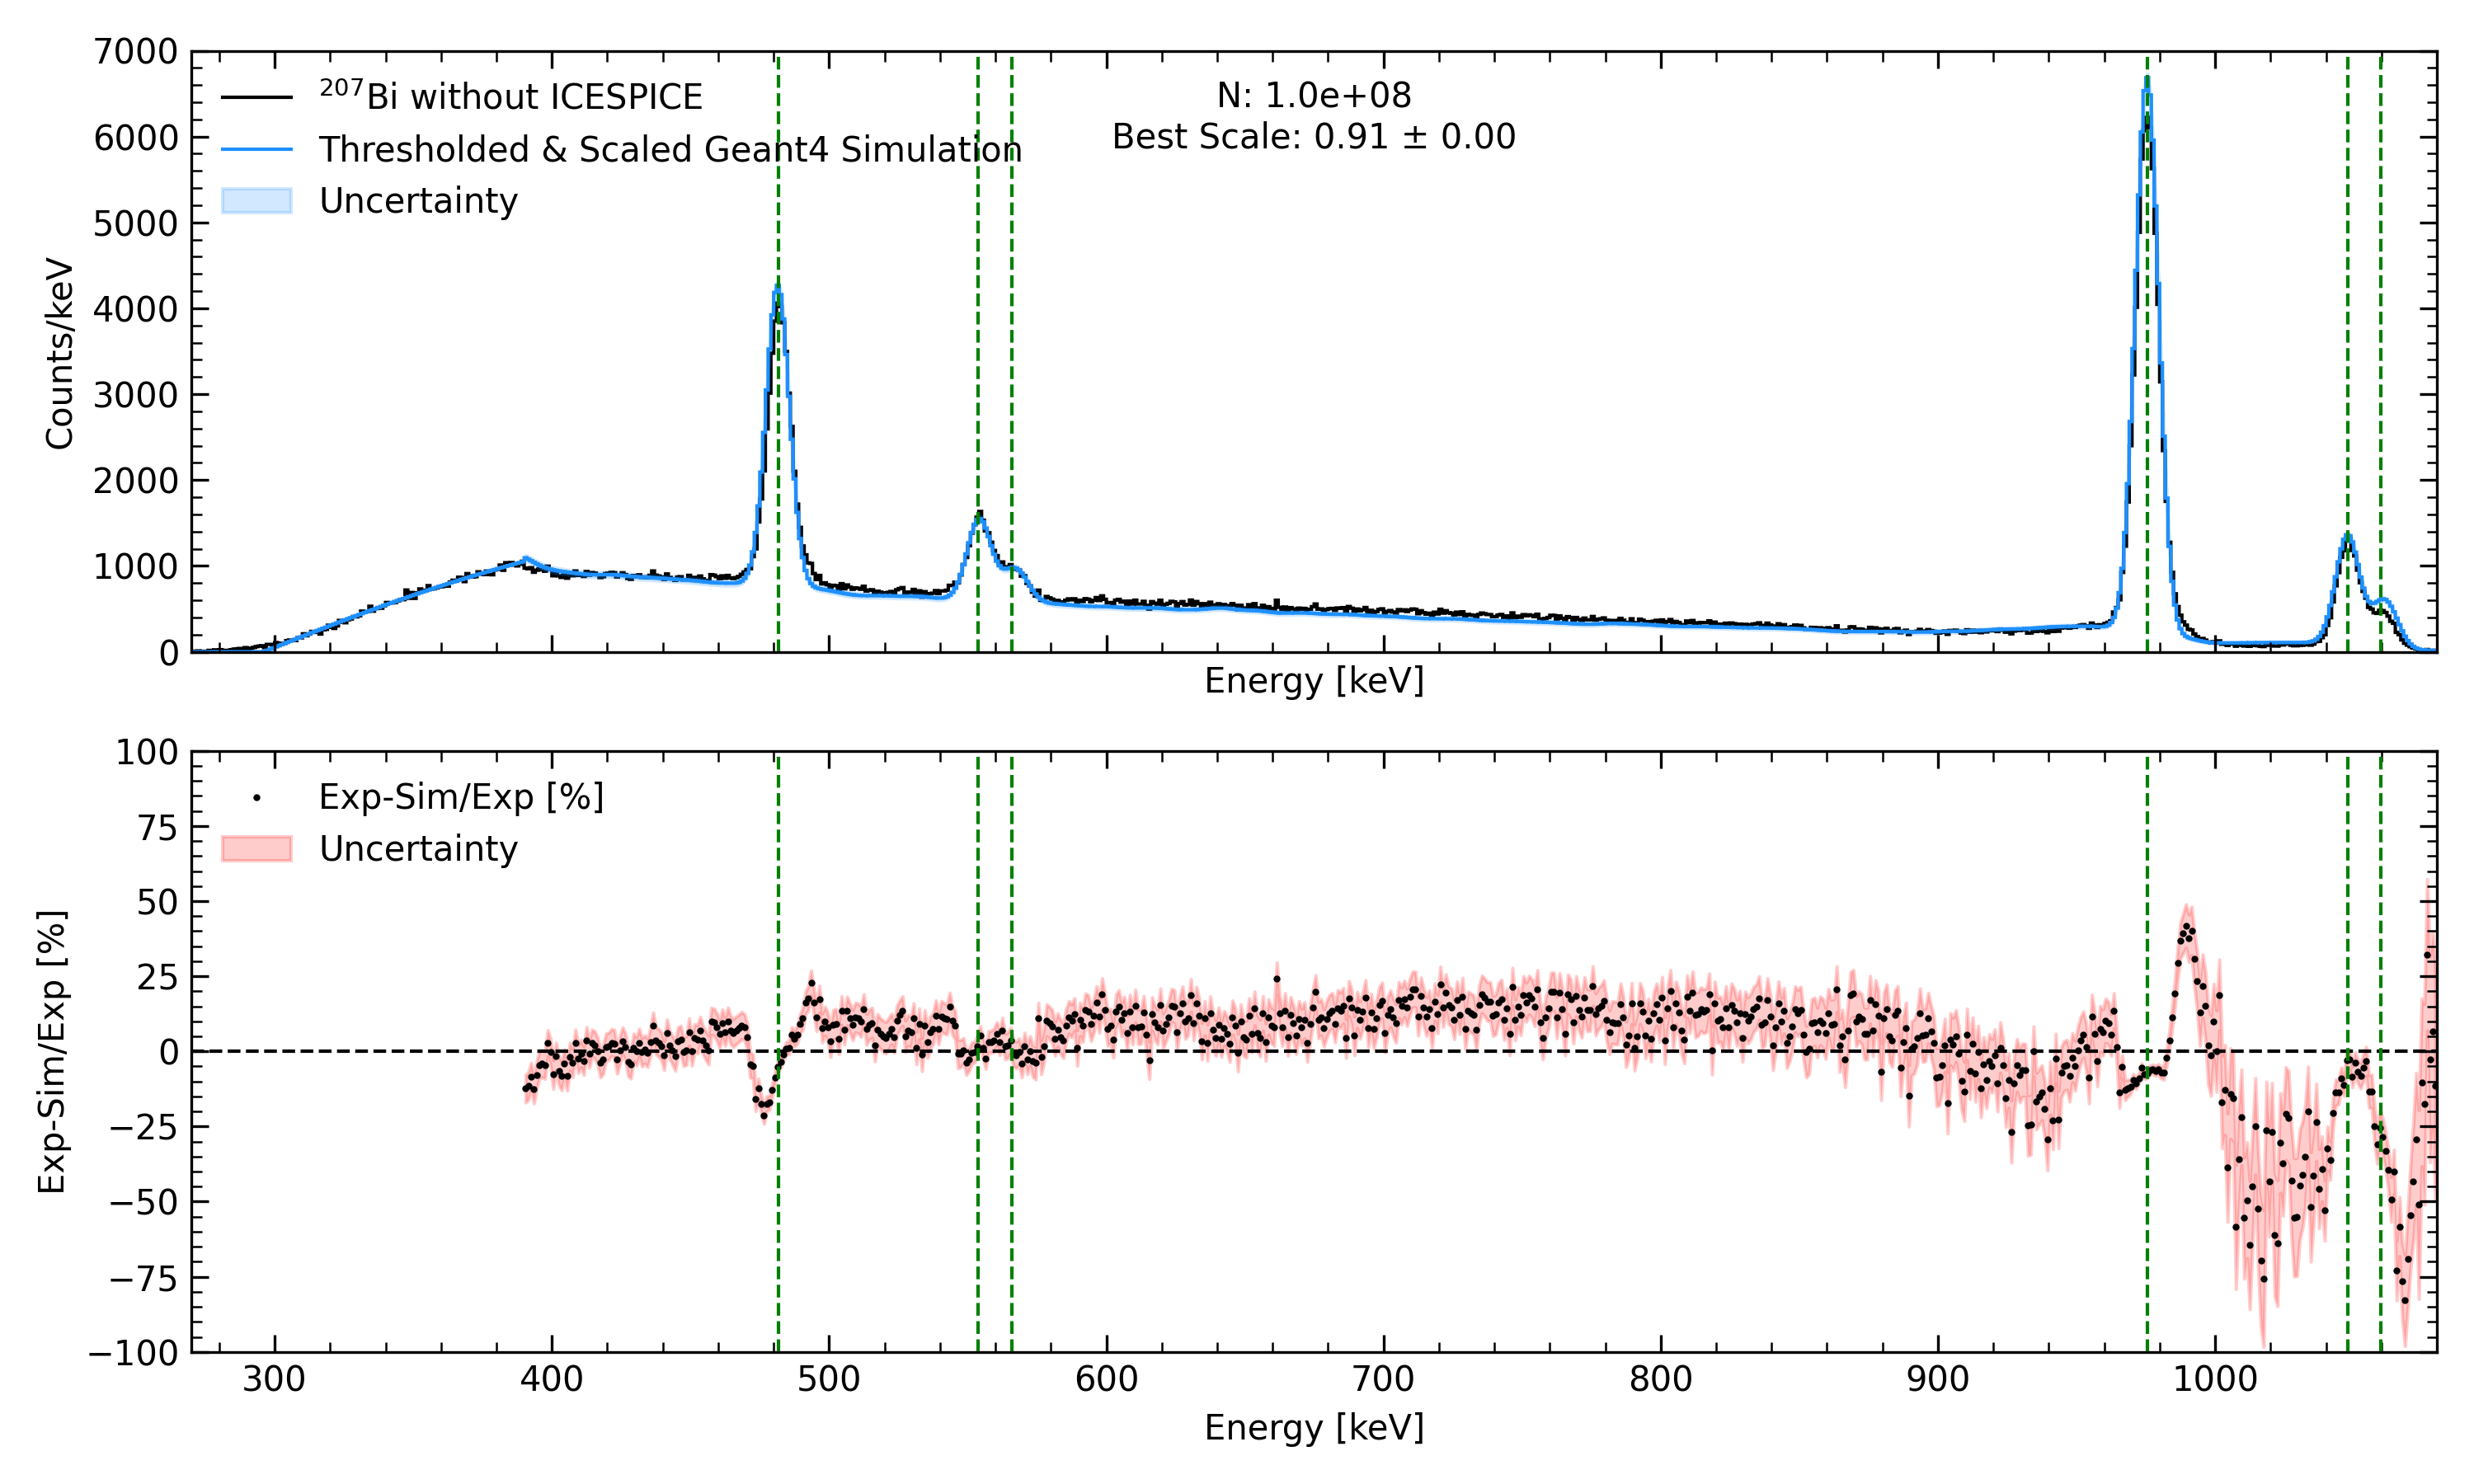 7000
6000
5000
4000
3000
2000
1000
0
Counts/keV
²⁰⁷Bi without ICESPICE
Thresholded & Scaled Geant4 Simulation
Uncertainty
N: 1.0e+08
Best Scale: 0.91 ± 0.00
Energy [keV]
100
75
50
25
0
−25
−50
−75
−100
Exp-Sim/Exp [%]
Exp-Sim/Exp [%]
Uncertainty
300 400 500 600 700 800 900 1000
Energy [keV]